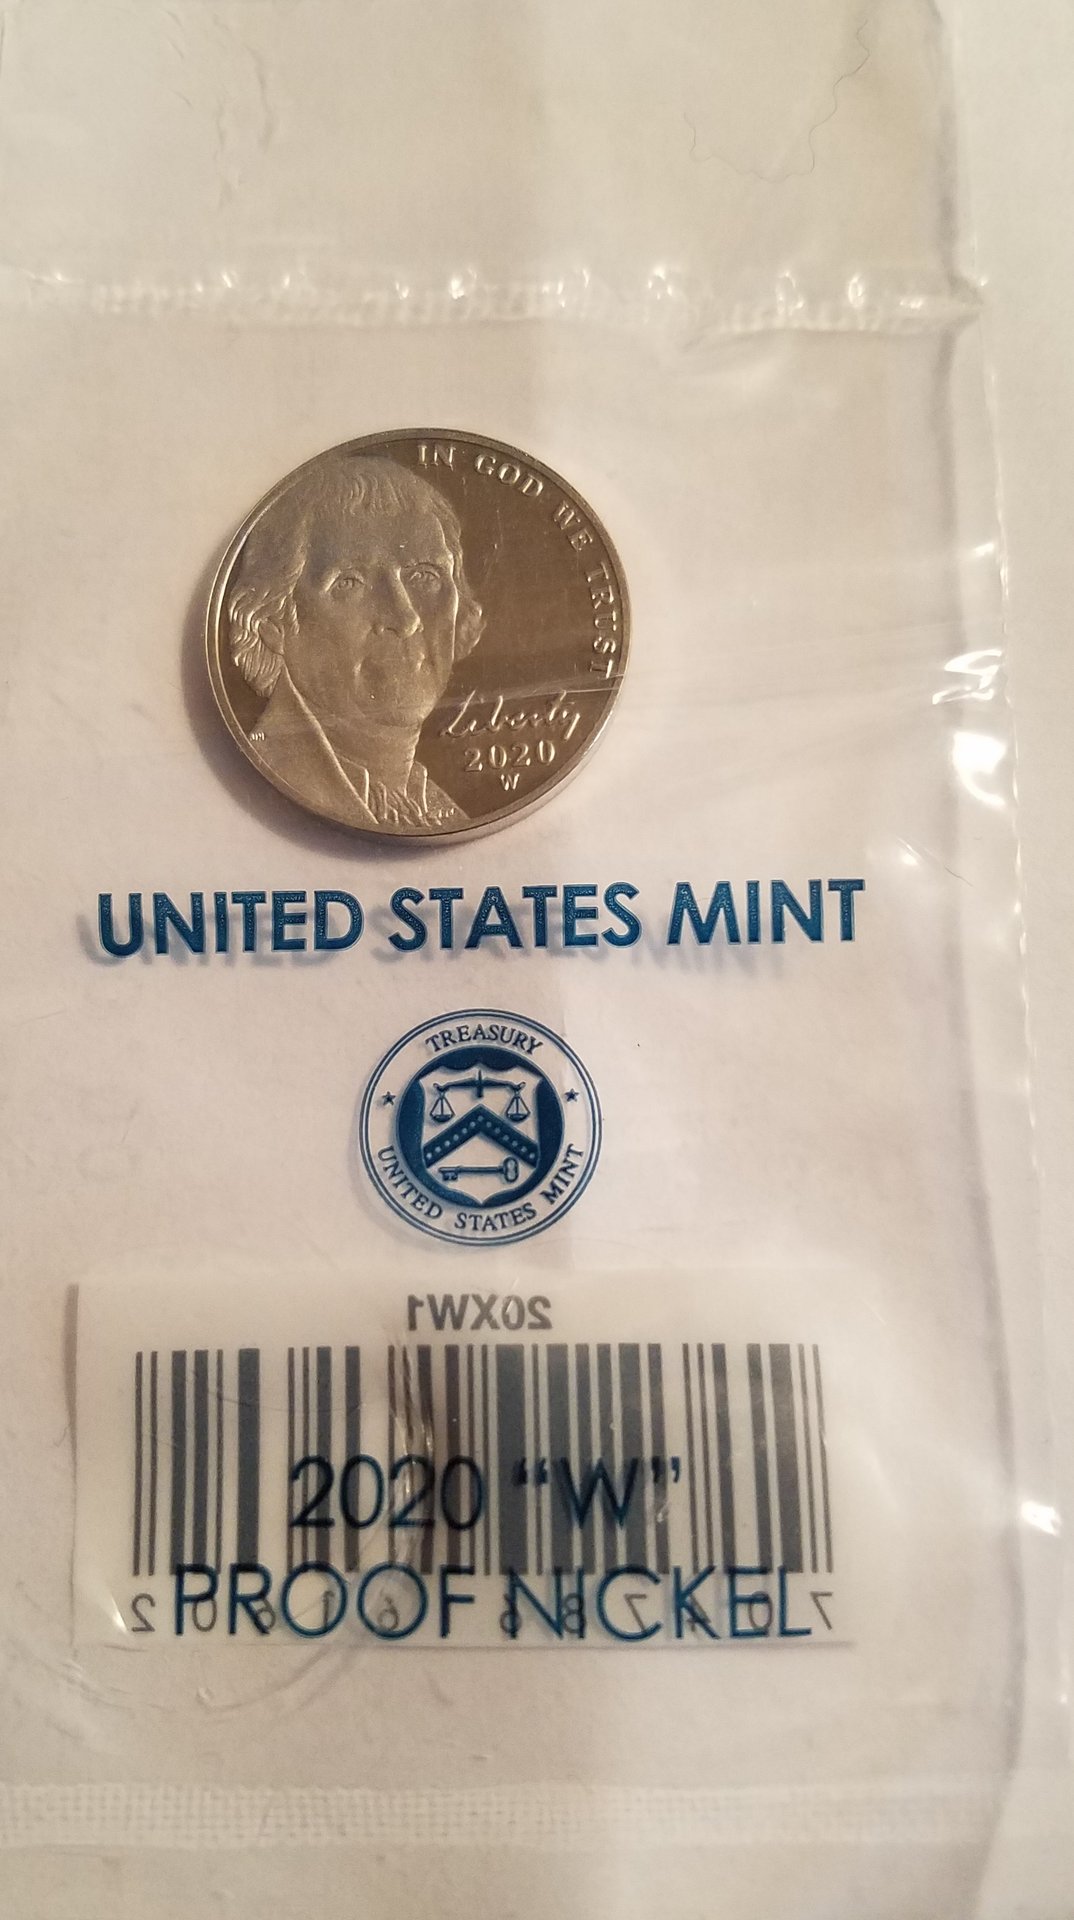 IN GOD WE TRUST
Liberty
2020
W
UNITED STATES MINT
TREASURY
UNITED STATES MINT
20XW1
2020 “W”
PROOF NICKEL